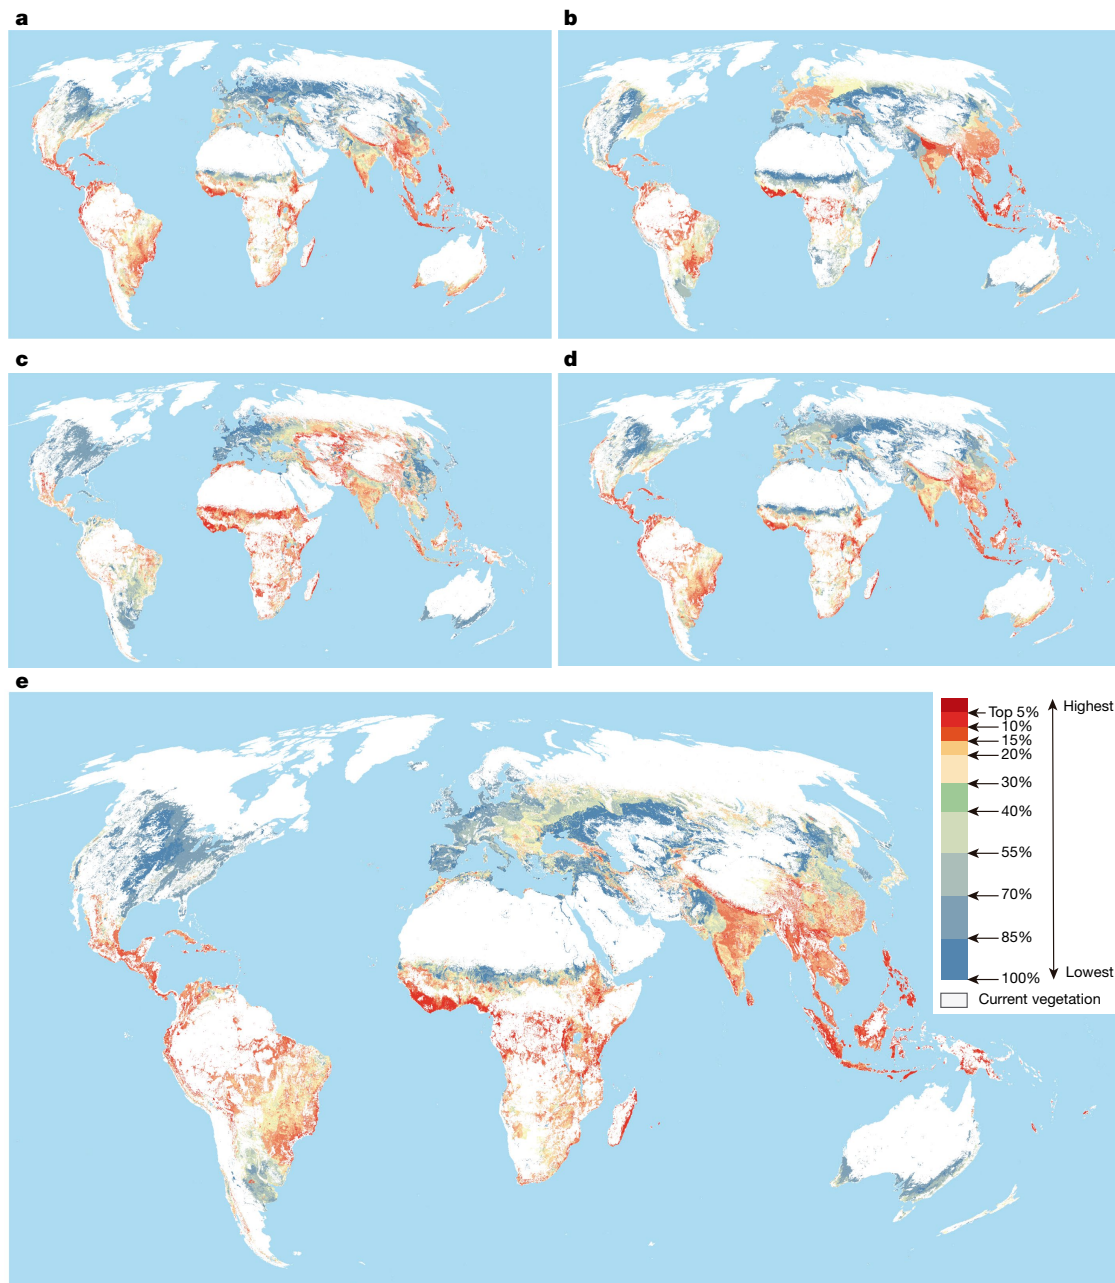 a
b
c
d
e
Highest
Top 5%
10%
15%
20%
30%
40%
55%
70%
85%
Lowest
100%
Current vegetation